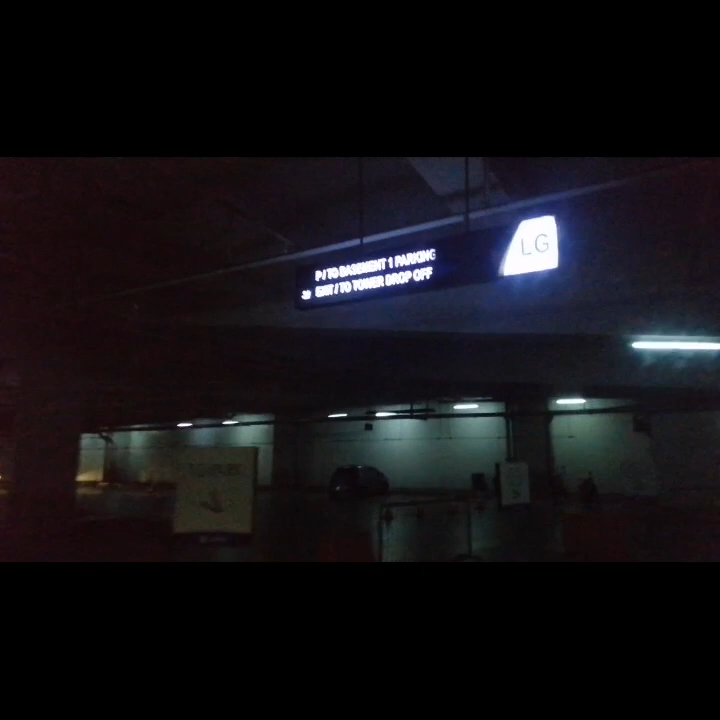 P / TO BASEMENT 1 PARKING
EXIT / TO TOWER DROP OFF
LG